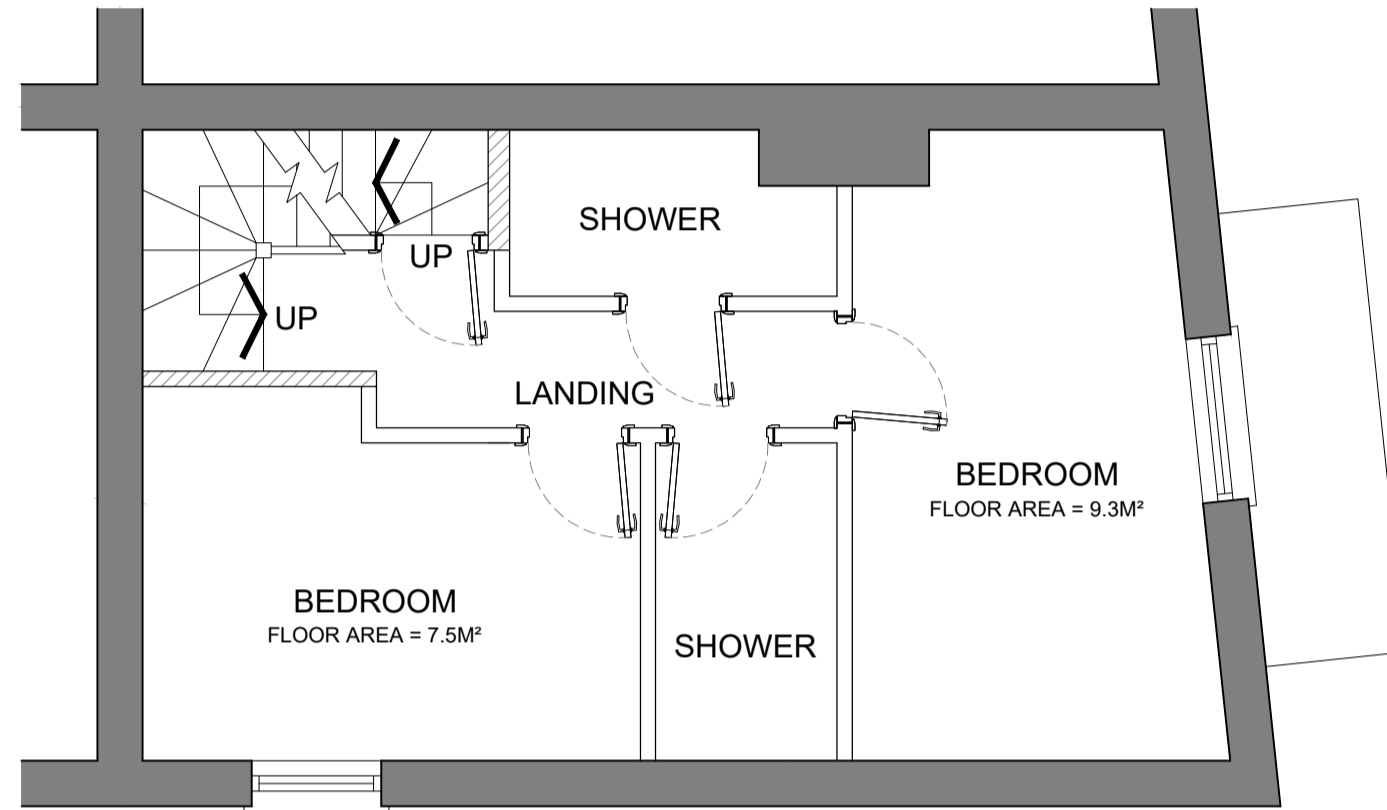 SHOWER
UP
UP
LANDING
BEDROOM
FLOOR AREA = 9.3M²
BEDROOM
FLOOR AREA = 7.5M²
SHOWER